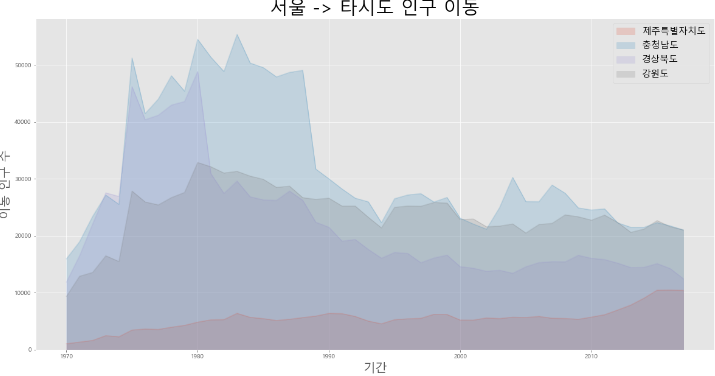 서울 -> 타시도 인구 이동
제주특별자치도
충청남도
경상북도
강원도
이동 인구 수
50000
40000
30000
20000
10000
0
1970
1980
1990
2000
2010
기간